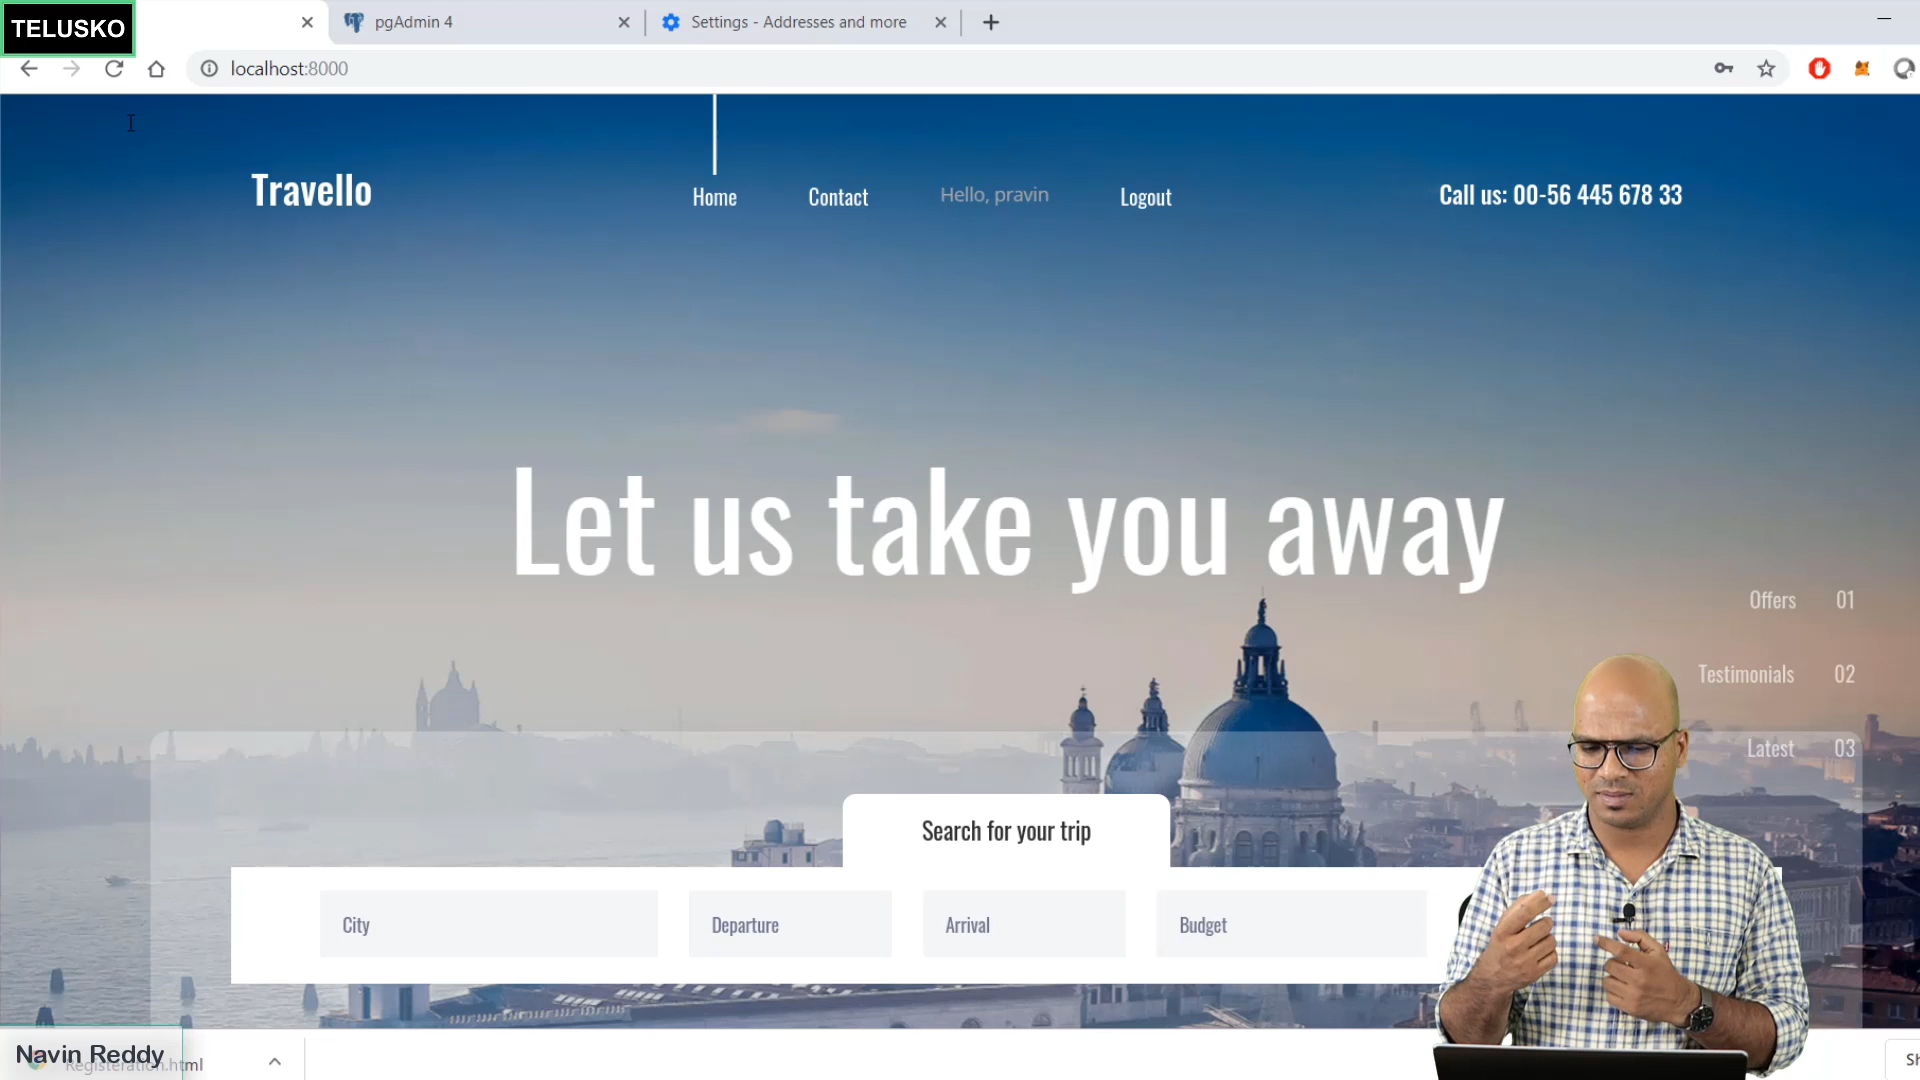 TELUSKO
pgAdmin 4
Settings - Addresses and more
localhost:8000
Travello
Home
Contact
Hello, pravin
Logout
Call us: 00-56 445 678 33
Let us take you away
Offers 01
Testimonials 02
Latest 03
Search for your trip
City
Departure
Arrival
Budget
Navin Reddy
Registeration.html